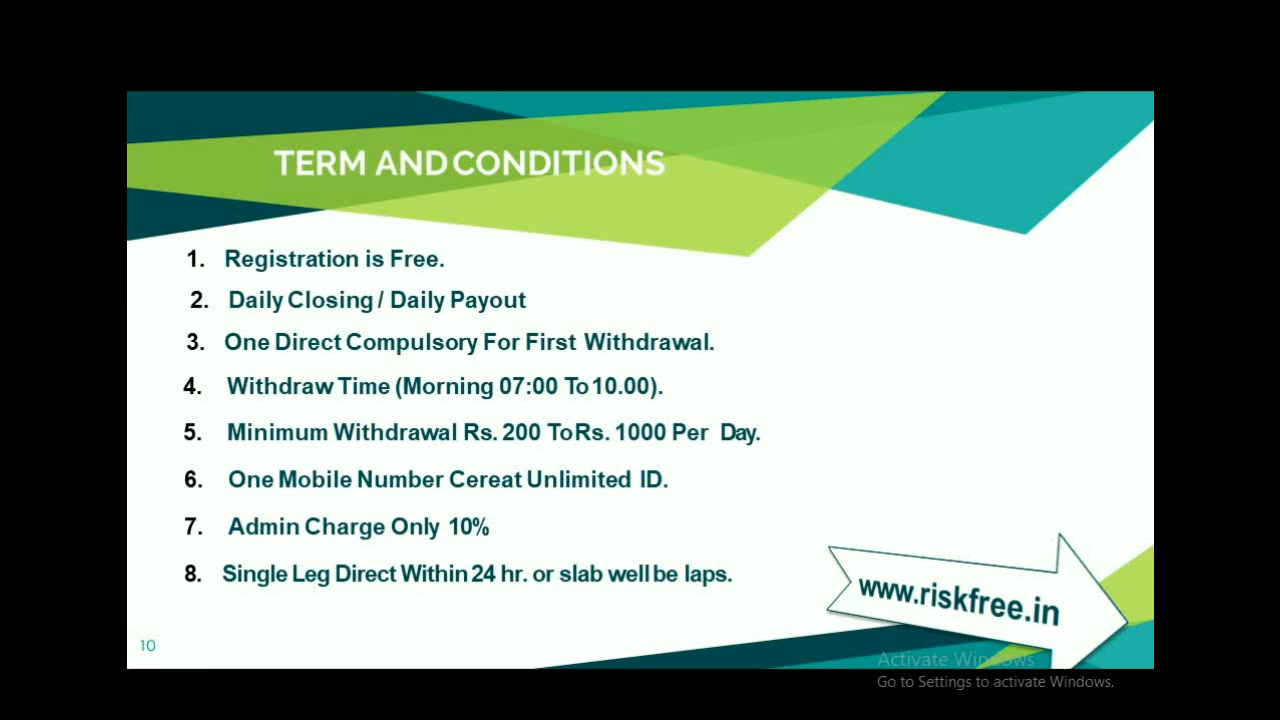 TERM AND CONDITIONS
1. Registration is Free.
2. Daily Closing / Daily Payout
3. One Direct Compulsory For First Withdrawal.
4. Withdraw Time (Morning 07:00 To 10.00).
5. Minimum Withdrawal Rs. 200 To Rs. 1000 Per Day.
6. One Mobile Number Cereat Unlimited ID.
7. Admin Charge Only 10%
8. Single Leg Direct Within 24 hr. or slab well be laps.
www.riskfree.in
10
Activate Windows
Go to Settings to activate Windows.